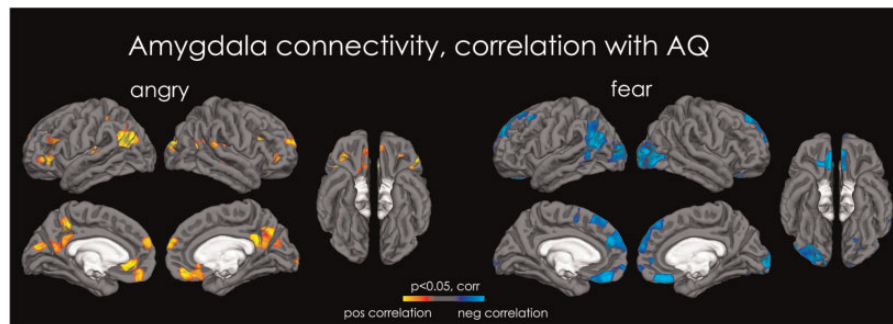 Amygdala connectivity, correlation with AQ
angry
fear
p<0.05, corr
pos correlation
neg correlation